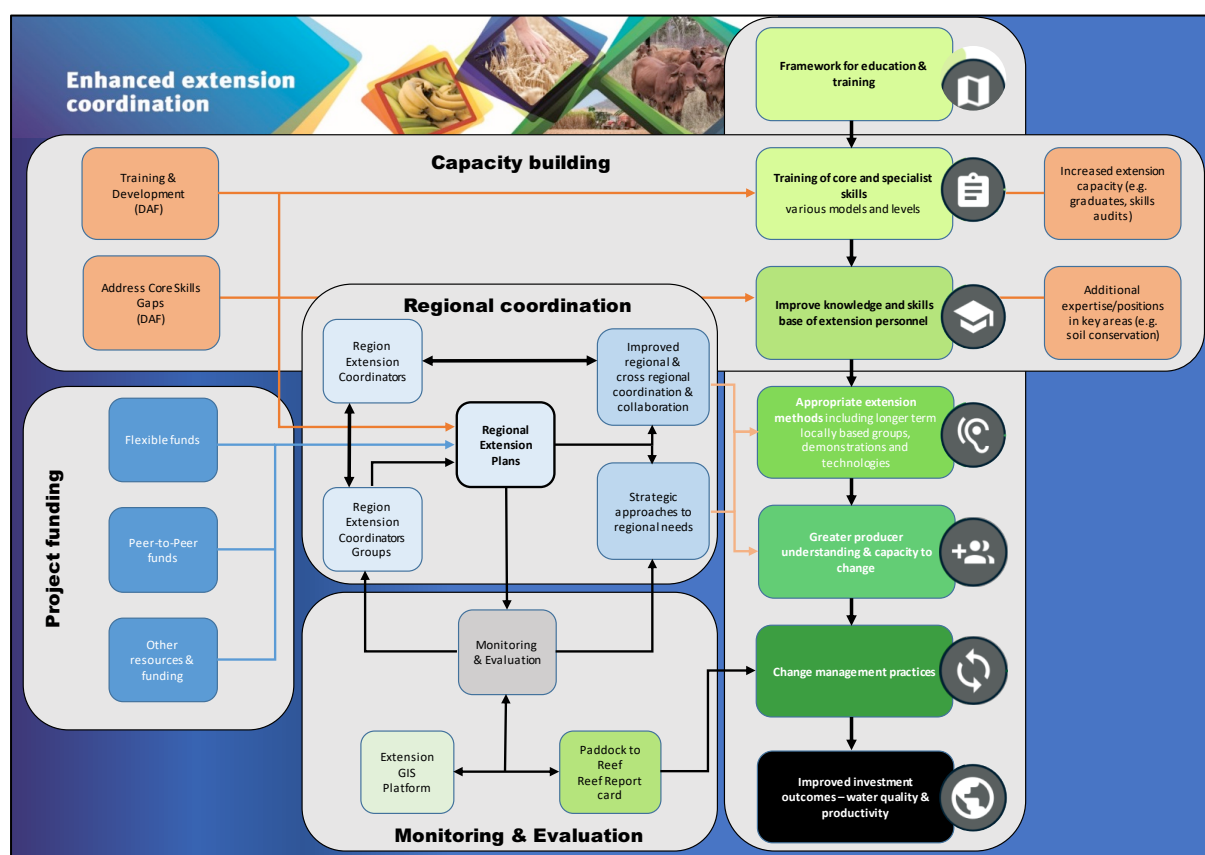 Enhanced extension
coordination
Framework for education &
training
Capacity building
Training &
Development
(DAF)
Training of core and specialist
skills
various models and levels
Increased extension
capacity (e.g.
graduates, skills
audits)
Address Core Skills
Gaps
(DAF)
Improve knowledge and skills
base of extension personnel
Additional
expertise/positions
in key areas (e.g.
soil conservation)
Regional coordination
Region
Extension
Coordinators
Improved
regional &
cross regional
coordination &
collaboration
Regional
Extension
Plans
Region
Extension
Coordinators
Groups
Strategic
approaches to
regional needs
Appropriate extension
methods including longer term
locally based groups,
demonstrations and
technologies
Greater producer
understanding & capacity to
change
Project funding
Flexible funds
Peer-to-Peer
funds
Other
resources &
funding
Monitoring
& Evaluation
Extension
GIS
Platform
Paddock to
Reef
Reef Report
card
Monitoring & Evaluation
Change management practices
Improved investment
outcomes – water quality &
productivity